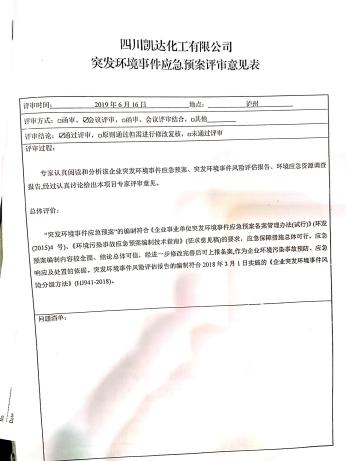 四川凯达化工有限公司
突发环境事件应急预案评审意见表
评审时间: 2019 年 6 月 16 日 地点: 泸州
评审方式: □函审, ☑会议评审, □函审、会议评审结合, □其他
评审结论: ☑通过评审, □原则通过但需进行修改复核, □未通过评审
评审过程:
专家认真阅读和分析该企业突发环境事件应急预案、突发环境事件风险评估报告、环境应急资源调查
报告,经过认真讨论给出本项目专家评审意见。
总体评价:
“突发环境事件应急预案”的编制符合《企业事业单位突发环境事件应急预案备案管理办法(试行)》(环发
(2015)4 号)、《环境污染事故应急预案编制技术指南》(征求意见稿)的要求, 应急保障措施总体可行。应急
预案编制内容较全面、结论总体可信, 经进一步修改完善后可上报备案,作为企业环境污染事故预防、应急
响应及处置的依据。突发环境事件风险评估报告的编制符合 2018 年 3 月 1 日实施的《企业突发环境事件风
险分级方法》(HJ941-2018)。
问题清单: